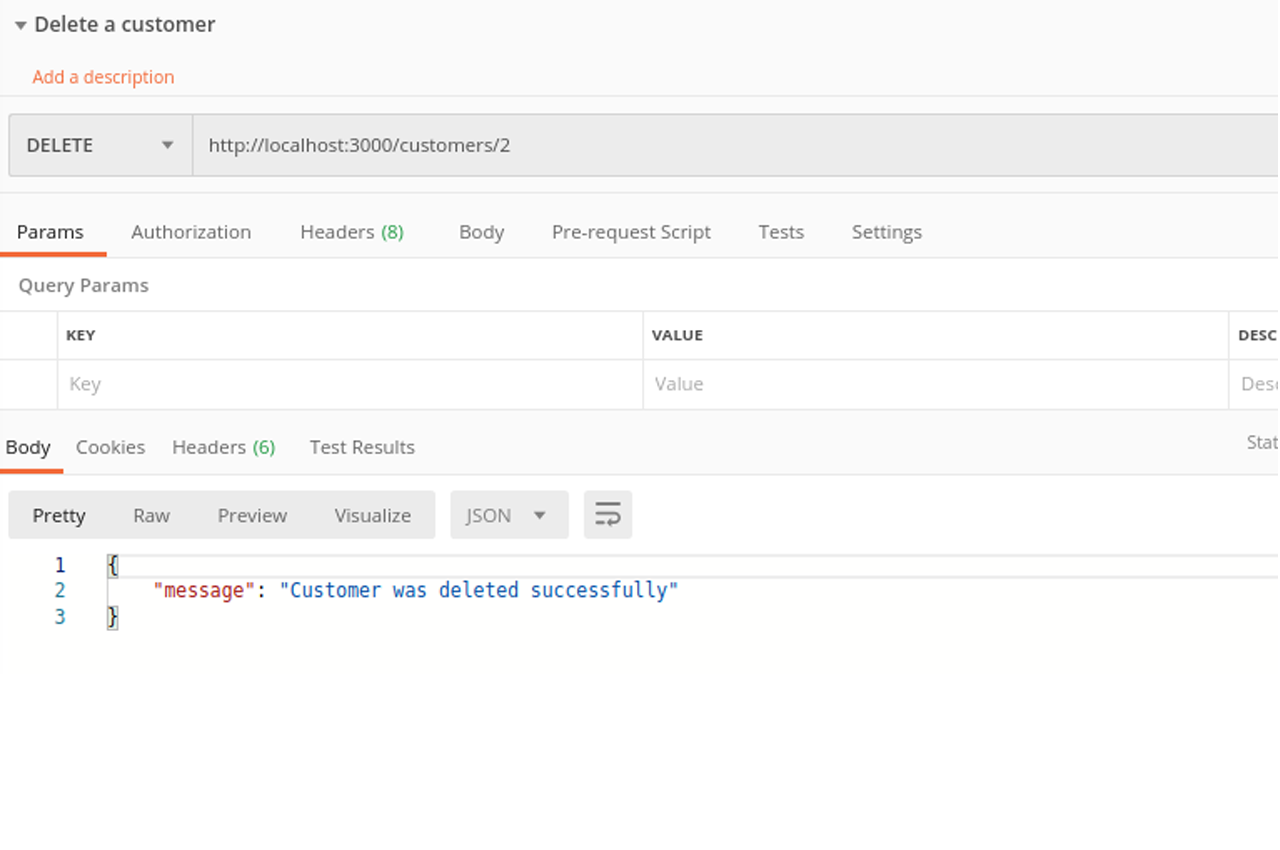 Delete a customer
Add a description
DELETE http://localhost:3000/customers/2
Params Authorization Headers (8) Body Pre-request Script Tests Settings
Query Params
KEY VALUE DESC
Key Value Desc
Body Cookies Headers (6) Test Results Stat
Pretty Raw Preview Visualize JSON
1 {
2 "message": "Customer was deleted successfully"
3 }